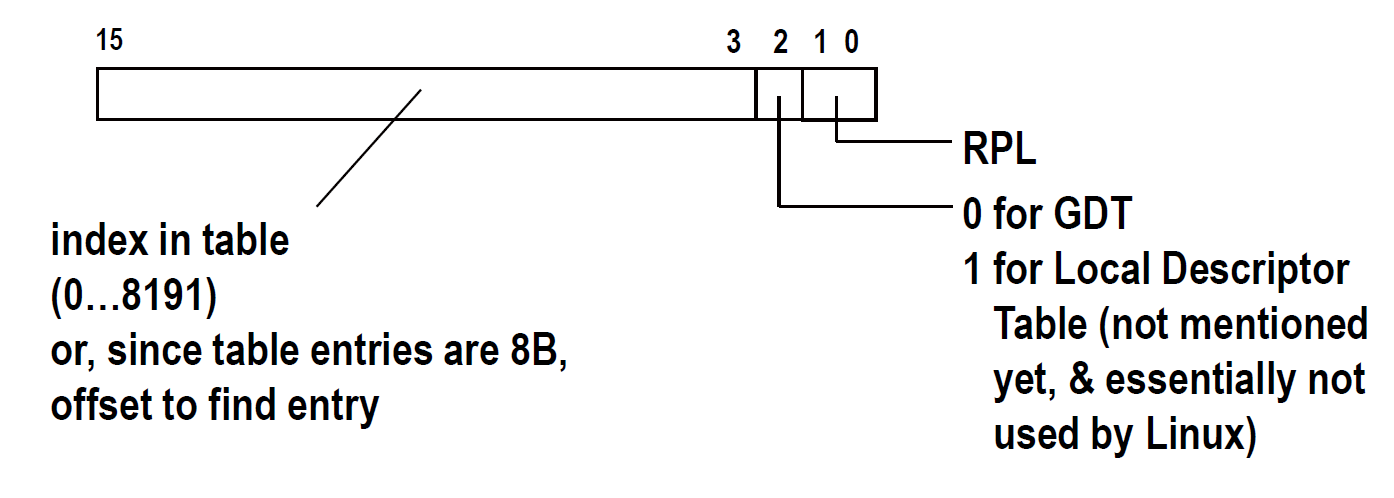 15 3 2 1 0
RPL
0 for GDT
1 for Local Descriptor
Table (not mentioned
yet, & essentially not
used by Linux)
index in table
(0…8191)
or, since table entries are 8B,
offset to find entry